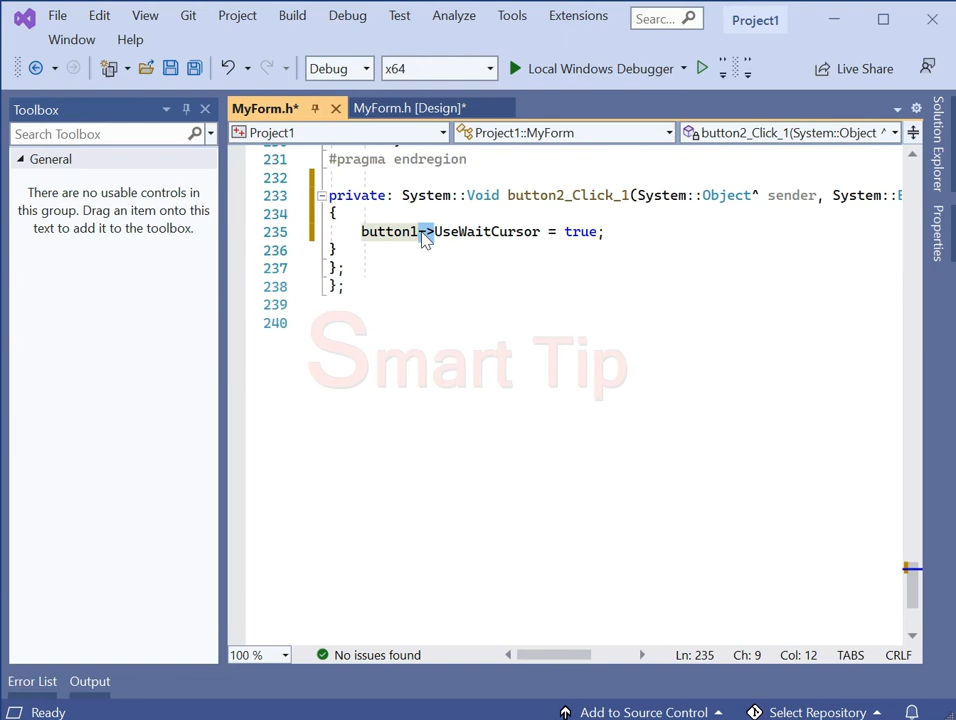 File Edit View Git Project Build Debug Test Analyze Tools Extensions Searc... Project1
Window Help
Debug x64 Local Windows Debugger Live Share
Toolbox
MyForm.h* MyForm.h [Design]*
Search Toolbox
Project1 Project1::MyForm button2_Click_1(System::Object ^
General
There are no usable controls in
this group. Drag an item onto this
text to add it to the toolbox.
231 #pragma endregion
232
233 private: System::Void button2_Click_1(System::Object^ sender, System::E
234 {
235 button1->UseWaitCursor = true;
236 }
237 };
238 };
239
240
Smart Tip
Solution Explorer
Properties
100 % No issues found Ln: 235 Ch: 9 Col: 12 TABS CRLF
Error List Output
Ready Add to Source Control Select Repository